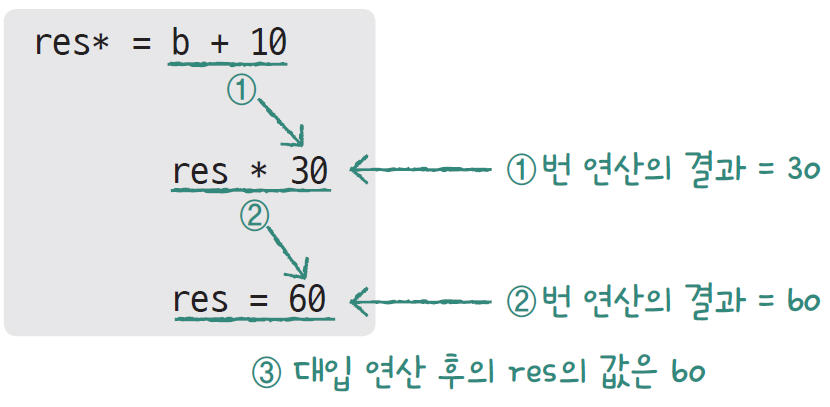 res* = b + 10
①
res * 30 ①번 연산의 결과 = 30
②
res = 60 ②번 연산의 결과 = 60
③ 대입 연산 후의 res의 값은 60